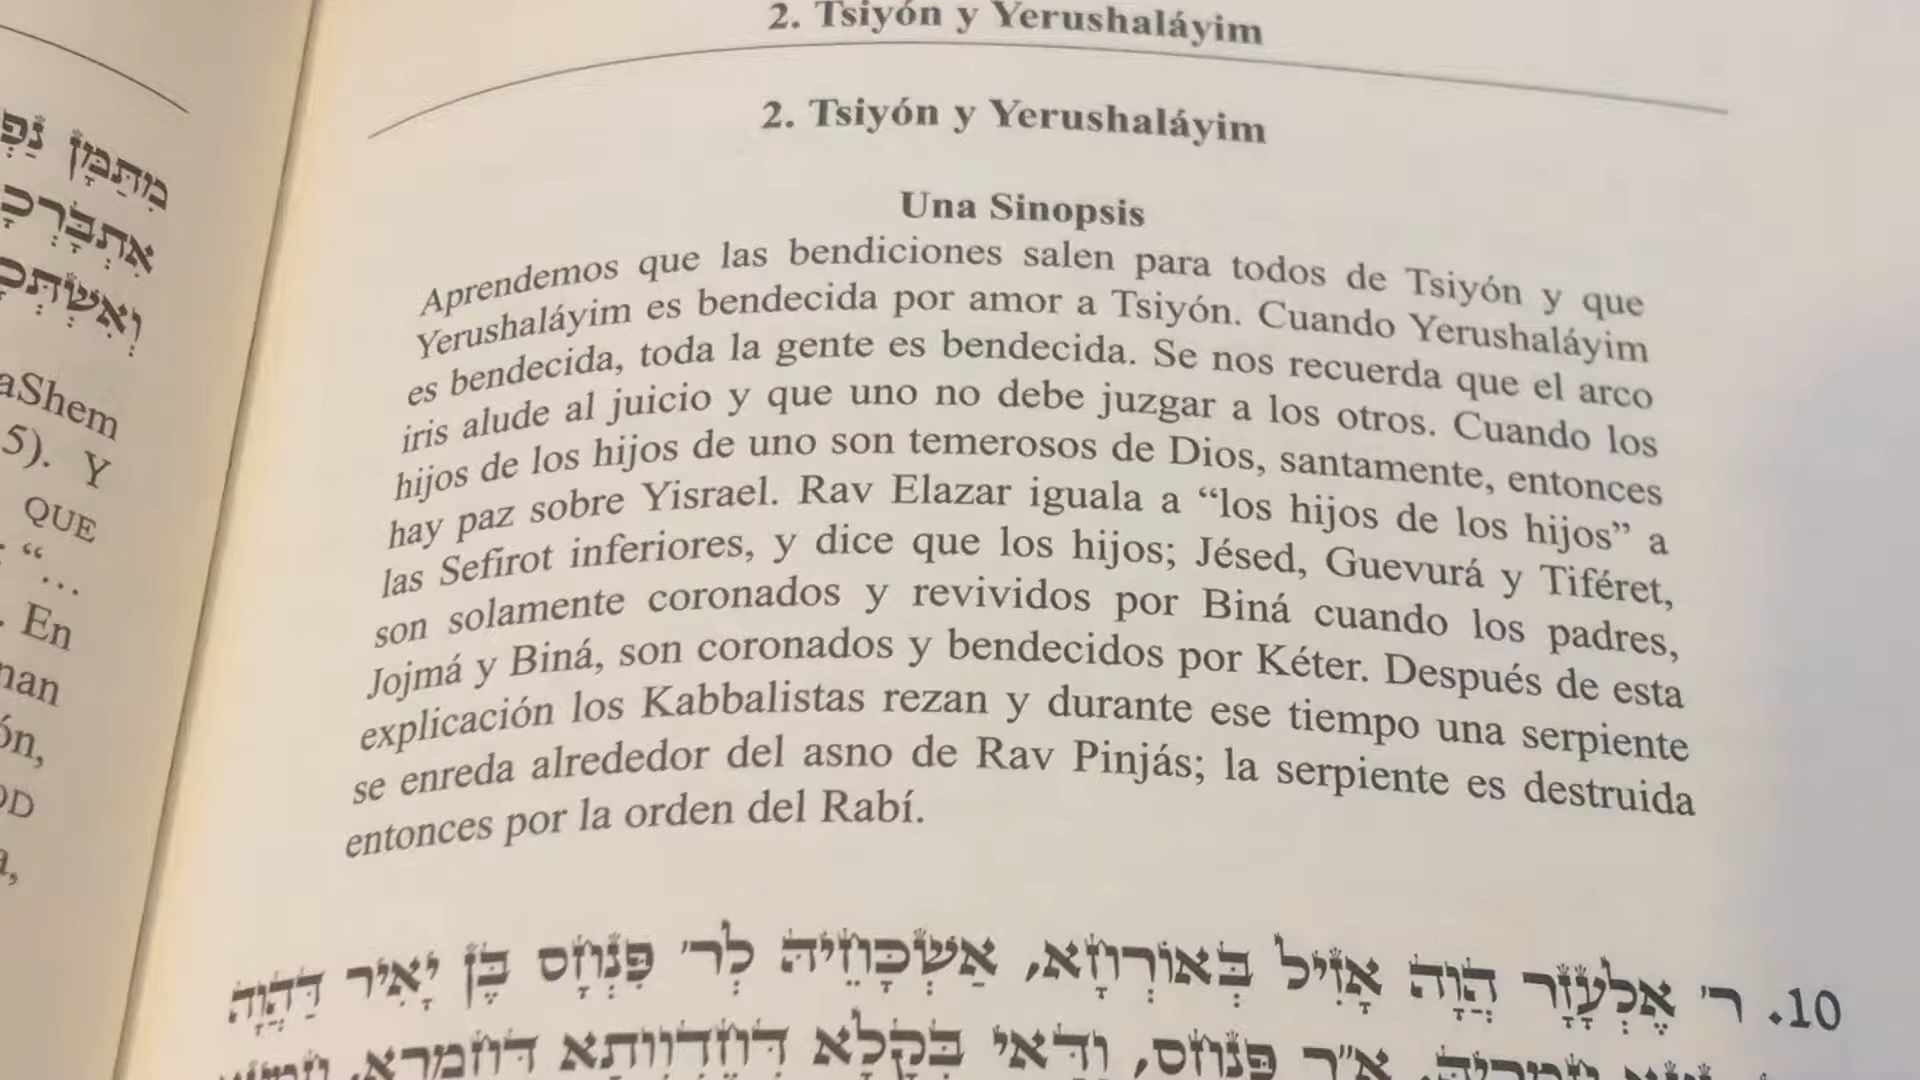 2. Tsiyón y Yerushaláyim
2. Tsiyón y Yerushaláyim
Una Sinopsis
Aprendemos que las bendiciones salen para todos de Tsiyón y que
Yerushaláyim es bendecida por amor a Tsiyón. Cuando Yerushaláyim
es bendecida, toda la gente es bendecida. Se nos recuerda que el arco
iris alude al juicio y que uno no debe juzgar a los otros. Cuando los
hijos de los hijos de uno son temerosos de Dios, santamente, entonces
hay paz sobre Yisrael. Rav Elazar iguala a “los hijos de los hijos” a
las Sefirot inferiores, y dice que los hijos; Jésed, Guevurá y Tiféret,
son solamente coronados y revividos por Biná cuando los padres,
Jojmá y Biná, son coronados y bendecidos por Kéter. Después de esta
explicación los Kabbalistas rezan y durante ese tiempo una serpiente
se enreda alrededor del asno de Rav Pinjás; la serpiente es destruida
entonces por la orden del Rabí.
10. ר' אֶלְעָזָר הֲוָה אָזִיל בְּאוֹרְחָא, אַשְׁכָּחֵיהּ לְר' פִּנְחָס בֶּן יָאִיר דַּהֲוָה
א"ר פִּנְחָס, וַדַּאי בְּקָלָא דְּחֵדִוְותָא דְּחַמְרָא,
מִתַּמָּן
אִתְבָּרְכָ
וְאִשְׁתְּכ
aShem
5). Y
QUE
“...
. En
ón,